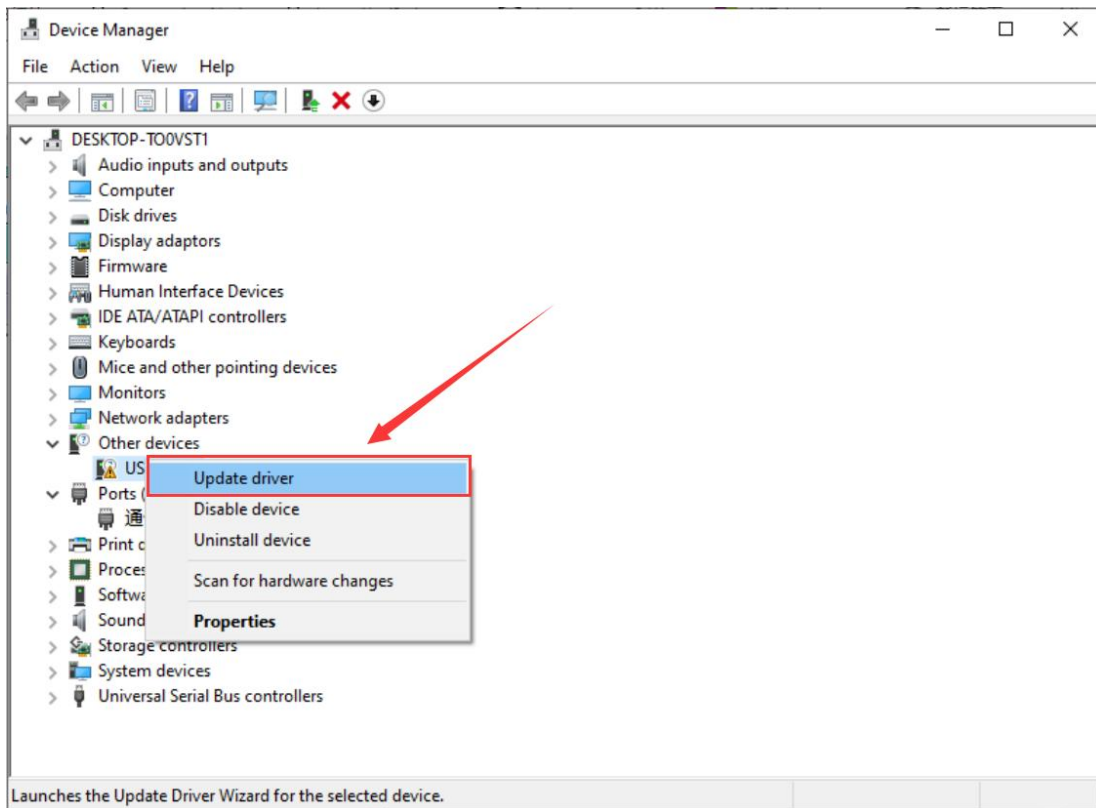 Device Manager
File Action View Help
DESKTOP-TO0VST1
Audio inputs and outputs
Computer
Disk drives
Display adaptors
Firmware
Human Interface Devices
IDE ATA/ATAPI controllers
Keyboards
Mice and other pointing devices
Monitors
Network adapters
Other devices
US
Update driver
Ports (
Disable device
通
Uninstall device
Print
Proces
Scan for hardware changes
Softwa
Sound
Properties
Storage controllers
System devices
Universal Serial Bus controllers
Launches the Update Driver Wizard for the selected device.